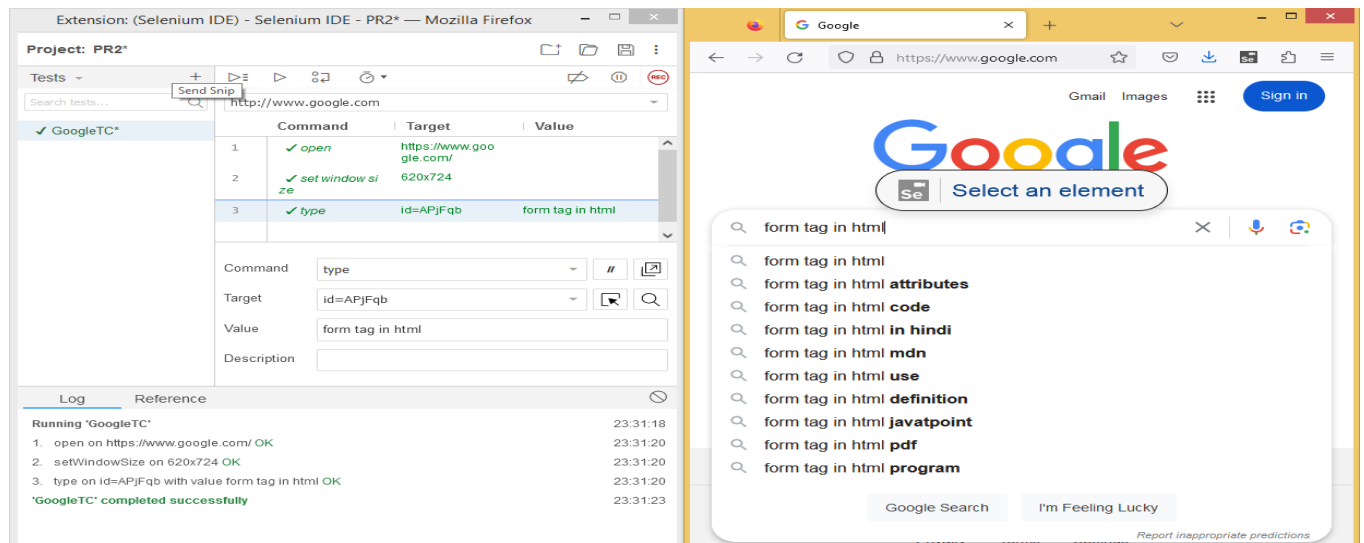 Extension: (Selenium IDE) - Selenium IDE - PR2* — Mozilla Firefox
Project: PR2*
Tests
Send Snip
Search tests...
http://www.google.com
✓ GoogleTC*
Command Target Value
1 ✓ open https://www.goo
gle.com/
2 ✓ set window si 620x724
ze
3 ✓ type id=APjFqb form tag in html
Command type //
Target id=APjFqb
Value form tag in html
Description
Log Reference
Running 'GoogleTC' 23:31:18
1. open on https://www.google.com/ OK 23:31:20
2. setWindowSize on 620x724 OK 23:31:20
3. type on id=APjFqb with value form tag in html OK 23:31:20
'GoogleTC' completed successfully 23:31:23
REC
G Google
https://www.google.com
Se
Gmail Images Sign in
Google
Se Select an element
form tag in html
form tag in html
form tag in html attributes
form tag in html code
form tag in html in hindi
form tag in html mdn
form tag in html use
form tag in html definition
form tag in html javatpoint
form tag in html pdf
form tag in html program
Google Search I'm Feeling Lucky
Report inappropriate predictions